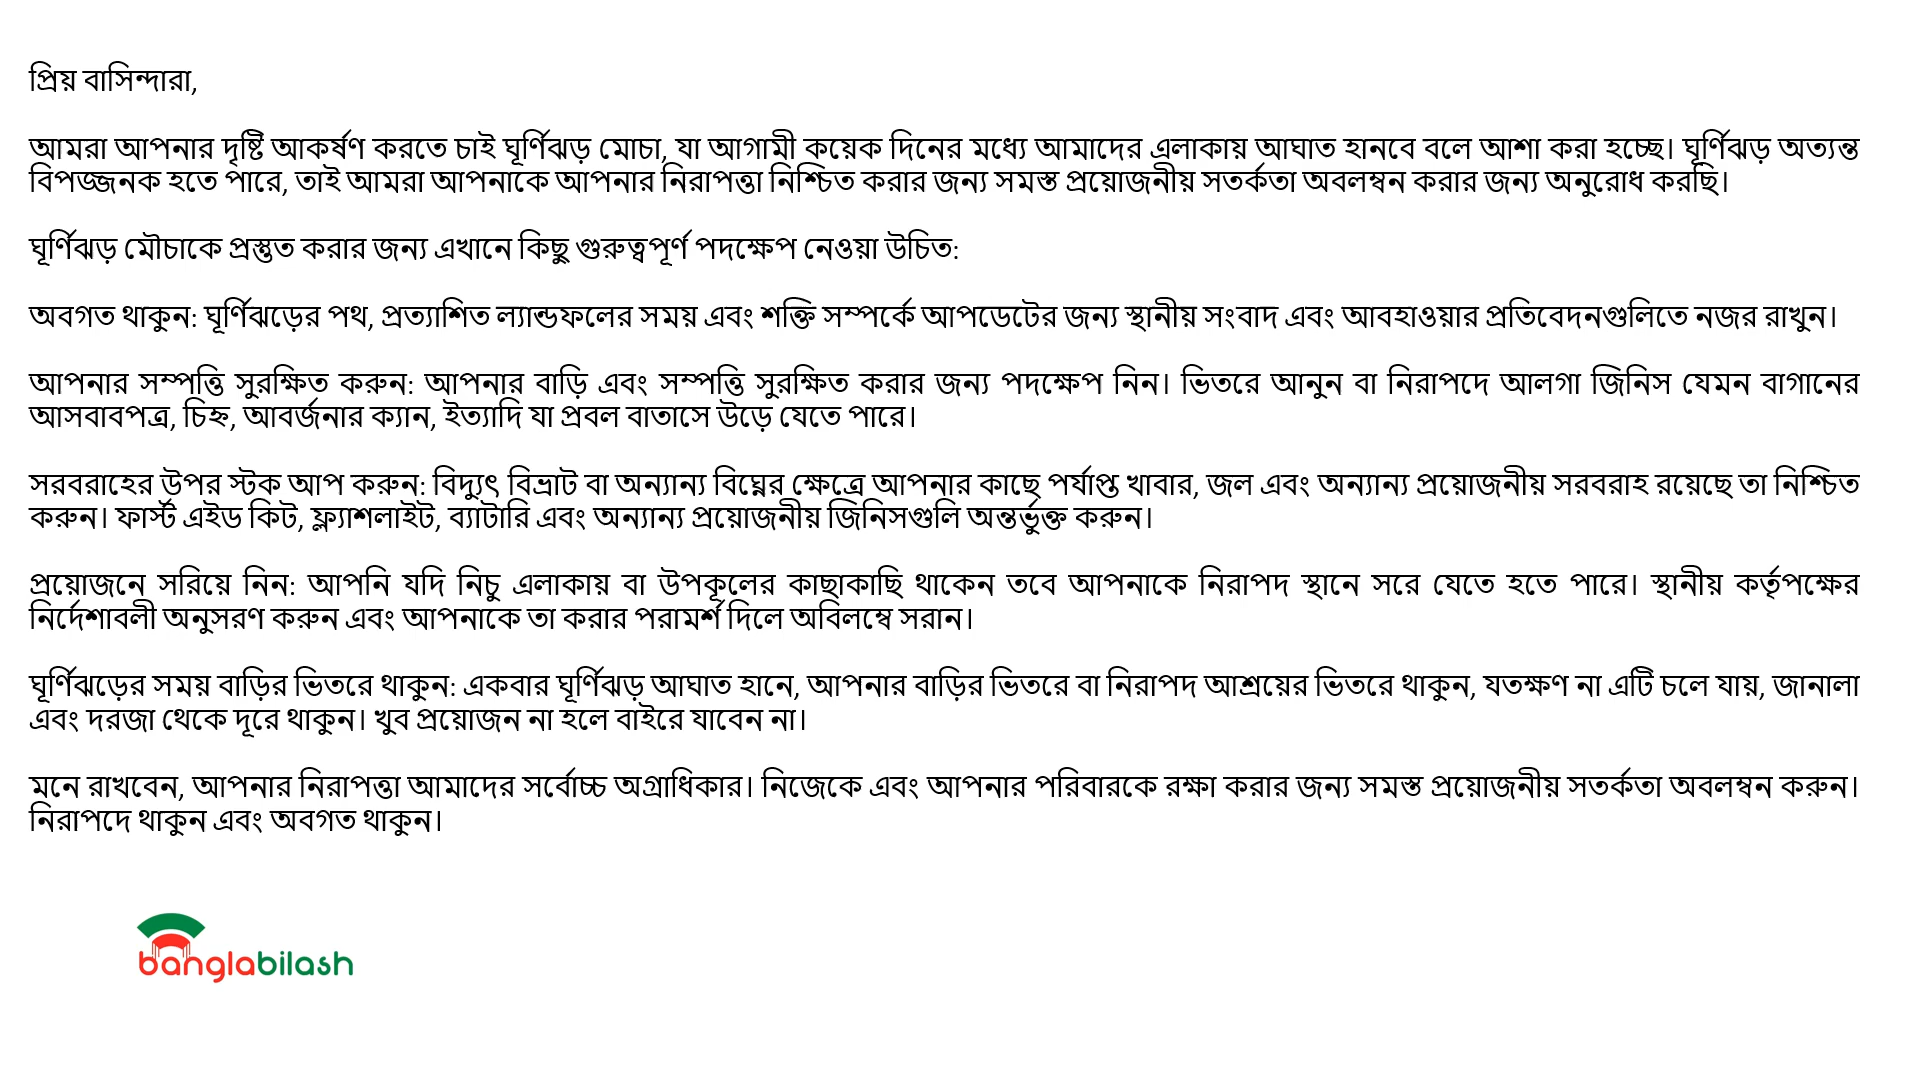 প্রিয় বাসিন্দারা,
আমরা আপনার দৃষ্টি আকর্ষণ করতে চাই ঘূর্ণিঝড় মোচা, যা আগামী কয়েক দিনের মধ্যে আমাদের এলাকায় আঘাত হানবে বলে আশা করা হচ্ছে। ঘূর্ণিঝড় অত্যন্ত
বিপজ্জনক হতে পারে, তাই আমরা আপনাকে আপনার নিরাপত্তা নিশ্চিত করার জন্য সমস্ত প্রয়োজনীয় সতর্কতা অবলম্বন করার জন্য অনুরোধ করছি।
ঘূর্ণিঝড় মৌচাকে প্রস্তুত করার জন্য এখানে কিছু গুরুত্বপূর্ণ পদক্ষেপ নেওয়া উচিত:
অবগত থাকুন: ঘূর্ণিঝড়ের পথ, প্রত্যাশিত ল্যান্ডফলের সময় এবং শক্তি সম্পর্কে আপডেটের জন্য স্থানীয় সংবাদ এবং আবহাওয়ার প্রতিবেদনগুলিতে নজর রাখুন।
আপনার সম্পত্তি সুরক্ষিত করুন: আপনার বাড়ি এবং সম্পত্তি সুরক্ষিত করার জন্য পদক্ষেপ নিন। ভিতরে আনুন বা নিরাপদে আলগা জিনিস যেমন বাগানের
আসবাবপত্র, চিহ্ন, আবর্জনার ক্যান, ইত্যাদি যা প্রবল বাতাসে উড়ে যেতে পারে।
সরবরাহের উপর স্টক আপ করুন: বিদ্যুৎ বিভ্রাট বা অন্যান্য বিঘ্নের ক্ষেত্রে আপনার কাছে পর্যাপ্ত খাবার, জল এবং অন্যান্য প্রয়োজনীয় সরবরাহ রয়েছে তা নিশ্চিত
করুন। ফার্স্ট এইড কিট, ফ্ল্যাশলাইট, ব্যাটারি এবং অন্যান্য প্রয়োজনীয় জিনিসগুলি অন্তর্ভুক্ত করুন।
প্রয়োজনে সরিয়ে নিন: আপনি যদি নিচু এলাকায় বা উপকূলের কাছাকাছি থাকেন তবে আপনাকে নিরাপদ স্থানে সরে যেতে হতে পারে। স্থানীয় কর্তৃপক্ষের
নির্দেশাবলী অনুসরণ করুন এবং আপনাকে তা করার পরামর্শ দিলে অবিলম্বে সরান।
ঘূর্ণিঝড়ের সময় বাড়ির ভিতরে থাকুন: একবার ঘূর্ণিঝড় আঘাত হানে, আপনার বাড়ির ভিতরে বা নিরাপদ আশ্রয়ের ভিতরে থাকুন, যতক্ষণ না এটি চলে যায়, জানালা
এবং দরজা থেকে দূরে থাকুন। খুব প্রয়োজন না হলে বাইরে যাবেন না।
মনে রাখবেন, আপনার নিরাপত্তা আমাদের সর্বোচ্চ অগ্রাধিকার। নিজেকে এবং আপনার পরিবারকে রক্ষা করার জন্য সমস্ত প্রয়োজনীয় সতর্কতা অবলম্বন করুন।
নিরাপদে থাকুন এবং অবগত থাকুন।
banglabilash